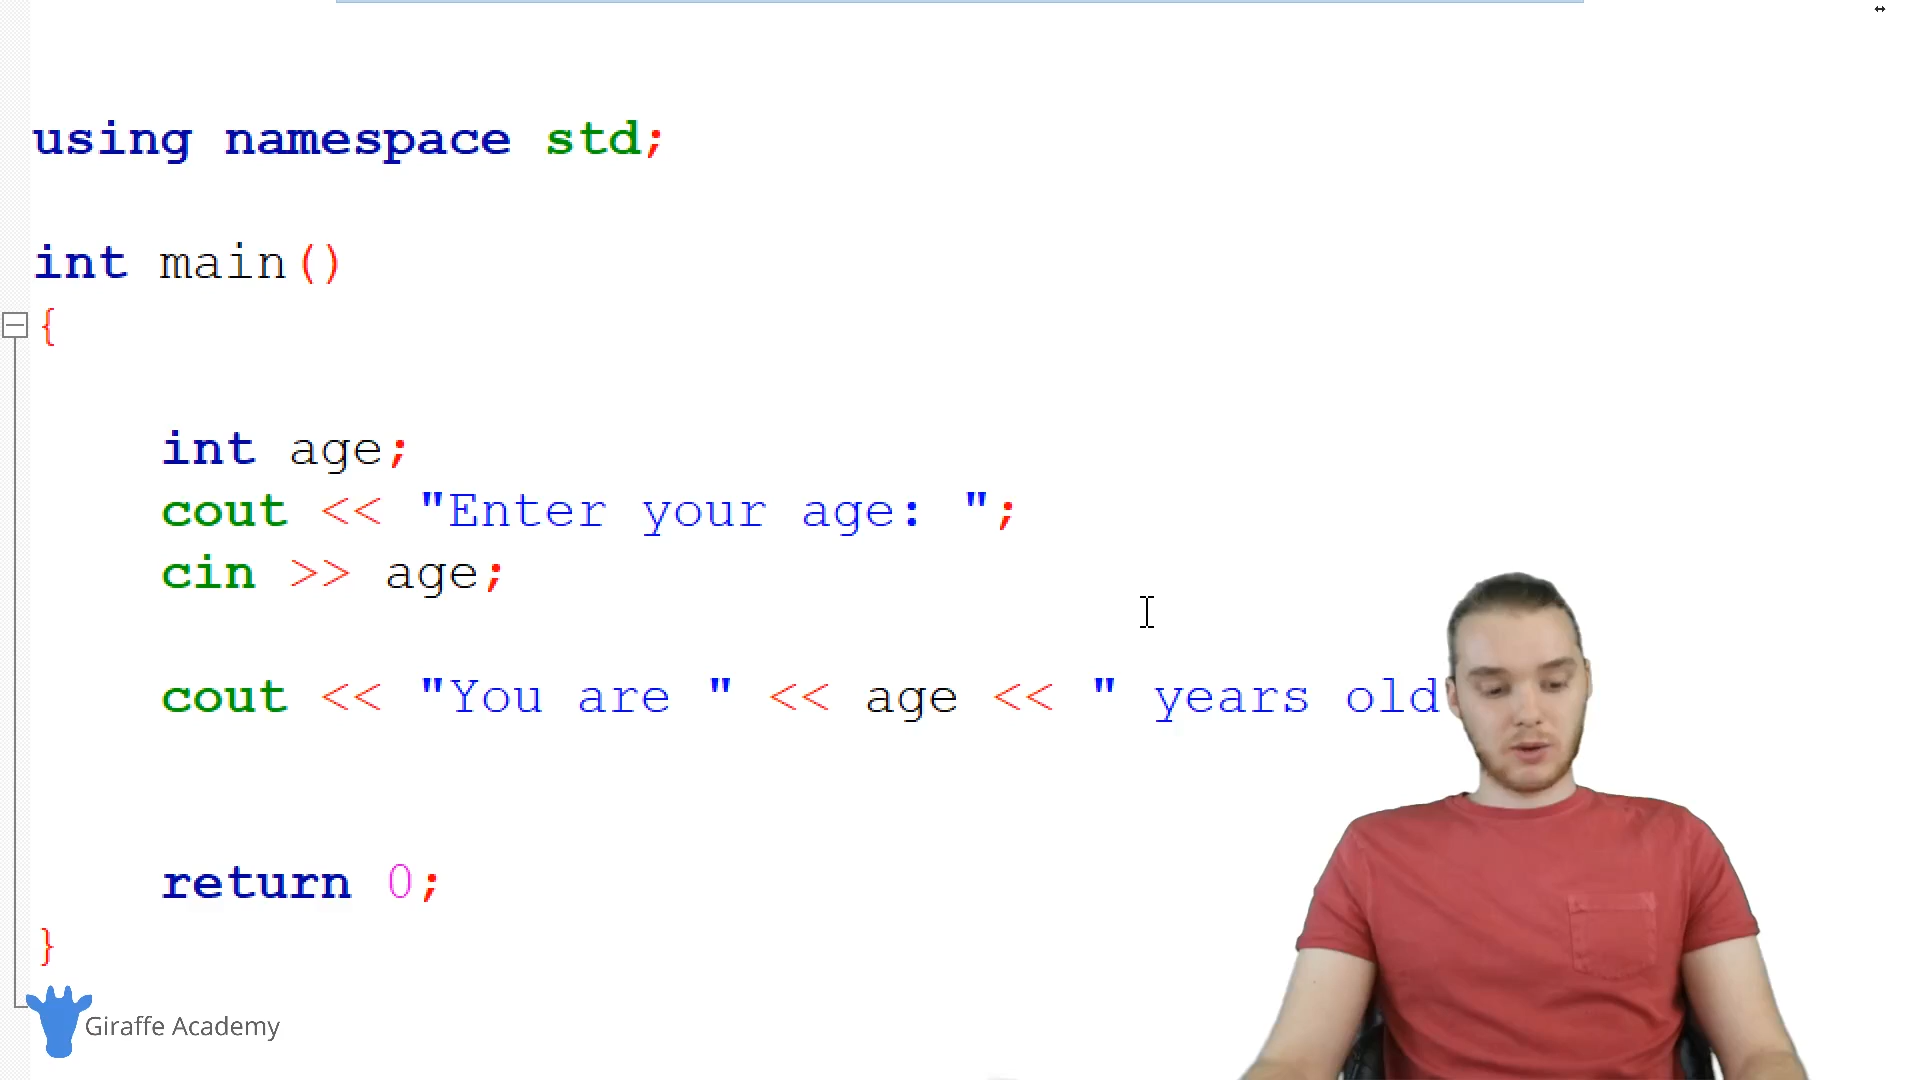 using namespace std;
int main()
{
int age;
cout << "Enter your age: ";
cin >> age;
cout << "You are " << age << " years old
return 0;
}
Giraffe Academy